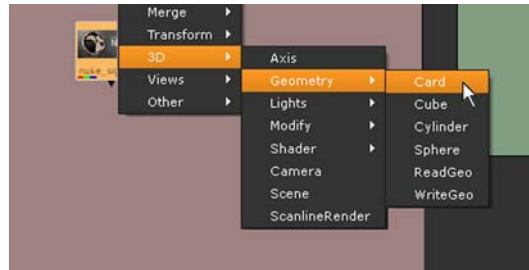 Merge
Transform
3D
Views
Other
Axis
Geometry
Lights
Modify
Shader
Camera
Scene
ScanlineRender
Card
Cube
Cylinder
Sphere
ReadGeo
WriteGeo